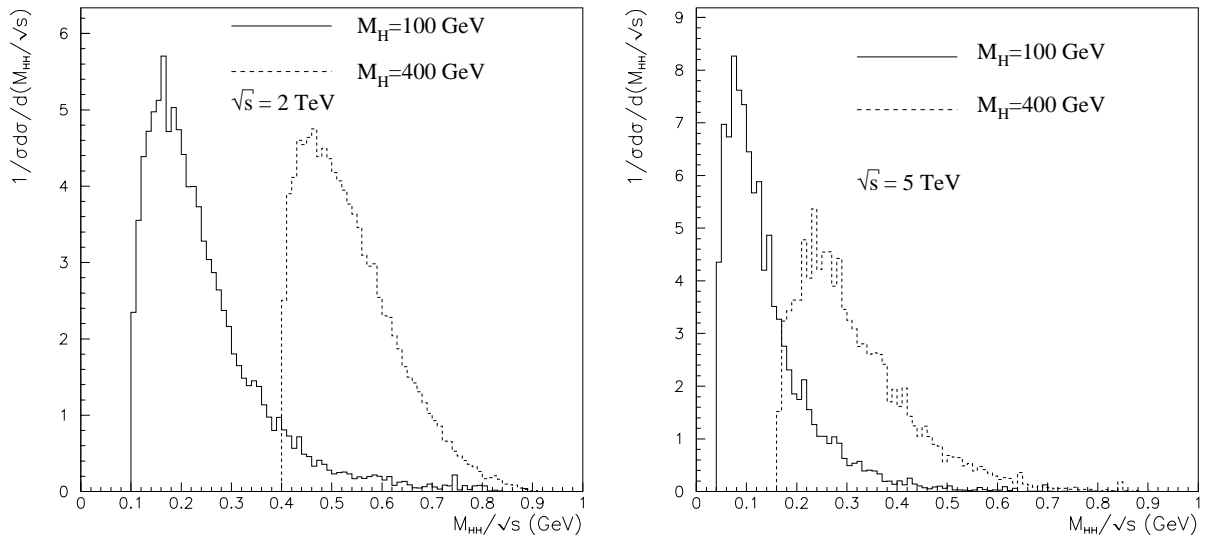 1/σdσ/d(M_HH/√s)
6
5
4
3
2
1
0
M_H=100 GeV
M_H=400 GeV
√s = 2 TeV
0 0.1 0.2 0.3 0.4 0.5 0.6 0.7 0.8 0.9 1
M_HH/√s (GeV)
1/σdσ/d(M_HH/√s)
9
8
7
6
5
4
3
2
1
0
M_H=100 GeV
M_H=400 GeV
√s = 5 TeV
0 0.1 0.2 0.3 0.4 0.5 0.6 0.7 0.8 0.9 1
M_HH/√s (GeV)